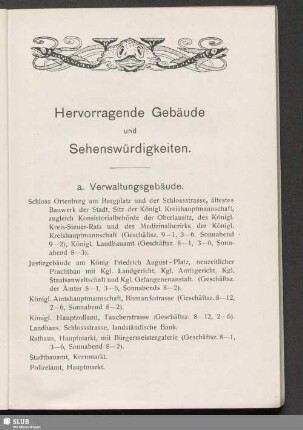 Hervorragende Gebäude
und
Sehenswürdigkeiten.
a. Verwaltungsgebäude.
Schloss Ortenburg am Burgplatz und der Schlossstrasse, ältestes
Bauwerk der Stadt, Sitz der Königl. Kreishauptmannschaft,
zugleich Konsistorialbehörde der Oberlausitz, des Königl.
Kreis-Steuer-Rats und des Medizinalbeirks der Königl.
Kreishauptmannschaft (Geschäftsz. 9—1, 3—6, Sonnabend
9—2), Königl. Landbauamt (Geschäftsz 8—1, 3—6, Sonn-
abend 8—3).
Justizgebäude am König Friedrich August-Platz, neuzeitlicher
Prachtbau mit Kgl. Landgericht, Kgl. Amtsgericht, Kgl.
Staatsanwaltschaft und Kgl. Gefangenenanstalt. (Geschäftsz.
der Ämter 8—1, 3—6, Sonnabends 8—2).
Königl. Amtshauptmannschaft, Bismarckstrasse (Geschäftsz. 8—12,
2—6, Sonnabend 8—2).
Königl. Hauptzollamt, Taucherstrasse (Geschäftsz. 8—12, 2—6).
Landhaus, Schlossstrasse, landständische Bank.
Rathaus, Hauptmarkt, mit Bürgermeistergalerie (Geschäftsz. 8—1,
3—6, Sonnabend 8—2).
Stadtbauamt, Kornmarkt.
Polizeiamt, Hauptmarkt.
SLUB